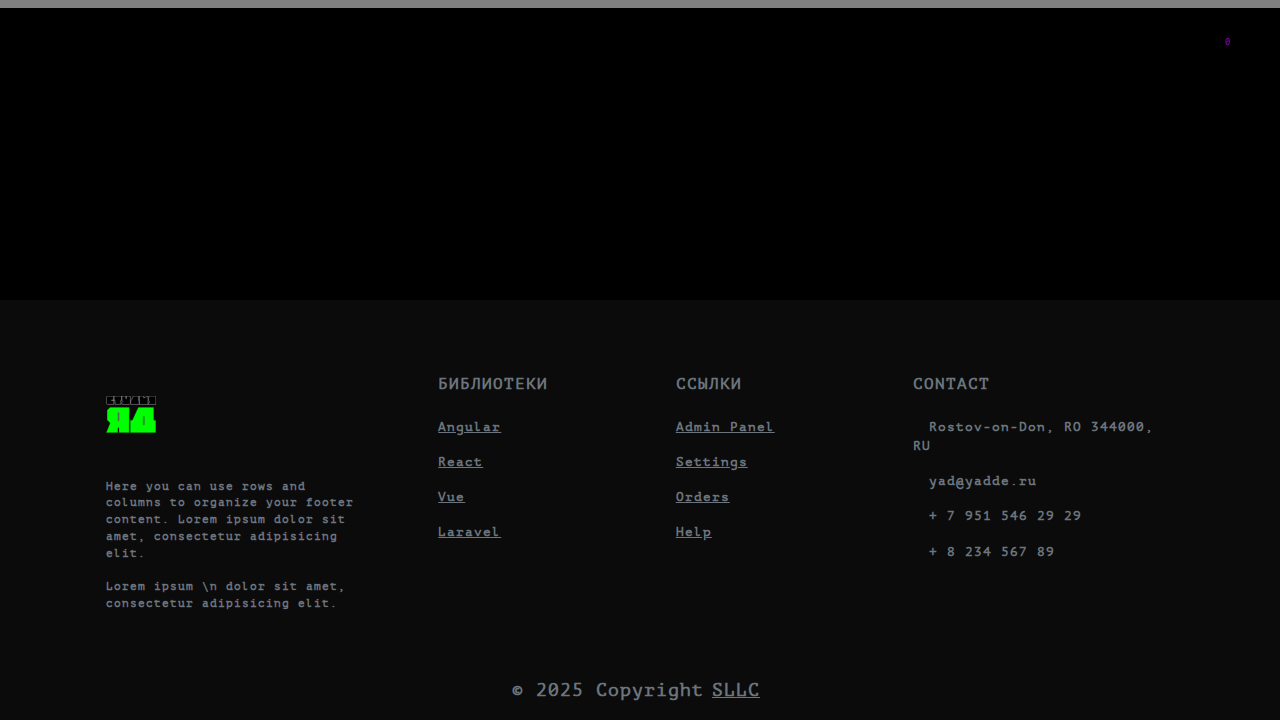 0
ЯД
Here you can use rows and
columns to organize your footer
content. Lorem ipsum dolor sit
amet, consectetur adipisicing
elit.
Lorem ipsum \n dolor sit amet,
consectetur adipisicing elit.
БИБЛИОТЕКИ
Angular
React
Vue
Laravel
ССЫЛКИ
Admin Panel
Settings
Orders
Help
CONTACT
Rostov-on-Don, RO 344000,
RU
yad@yadde.ru
+ 7 951 546 29 29
+ 8 234 567 89
© 2025 Copyright SLLC